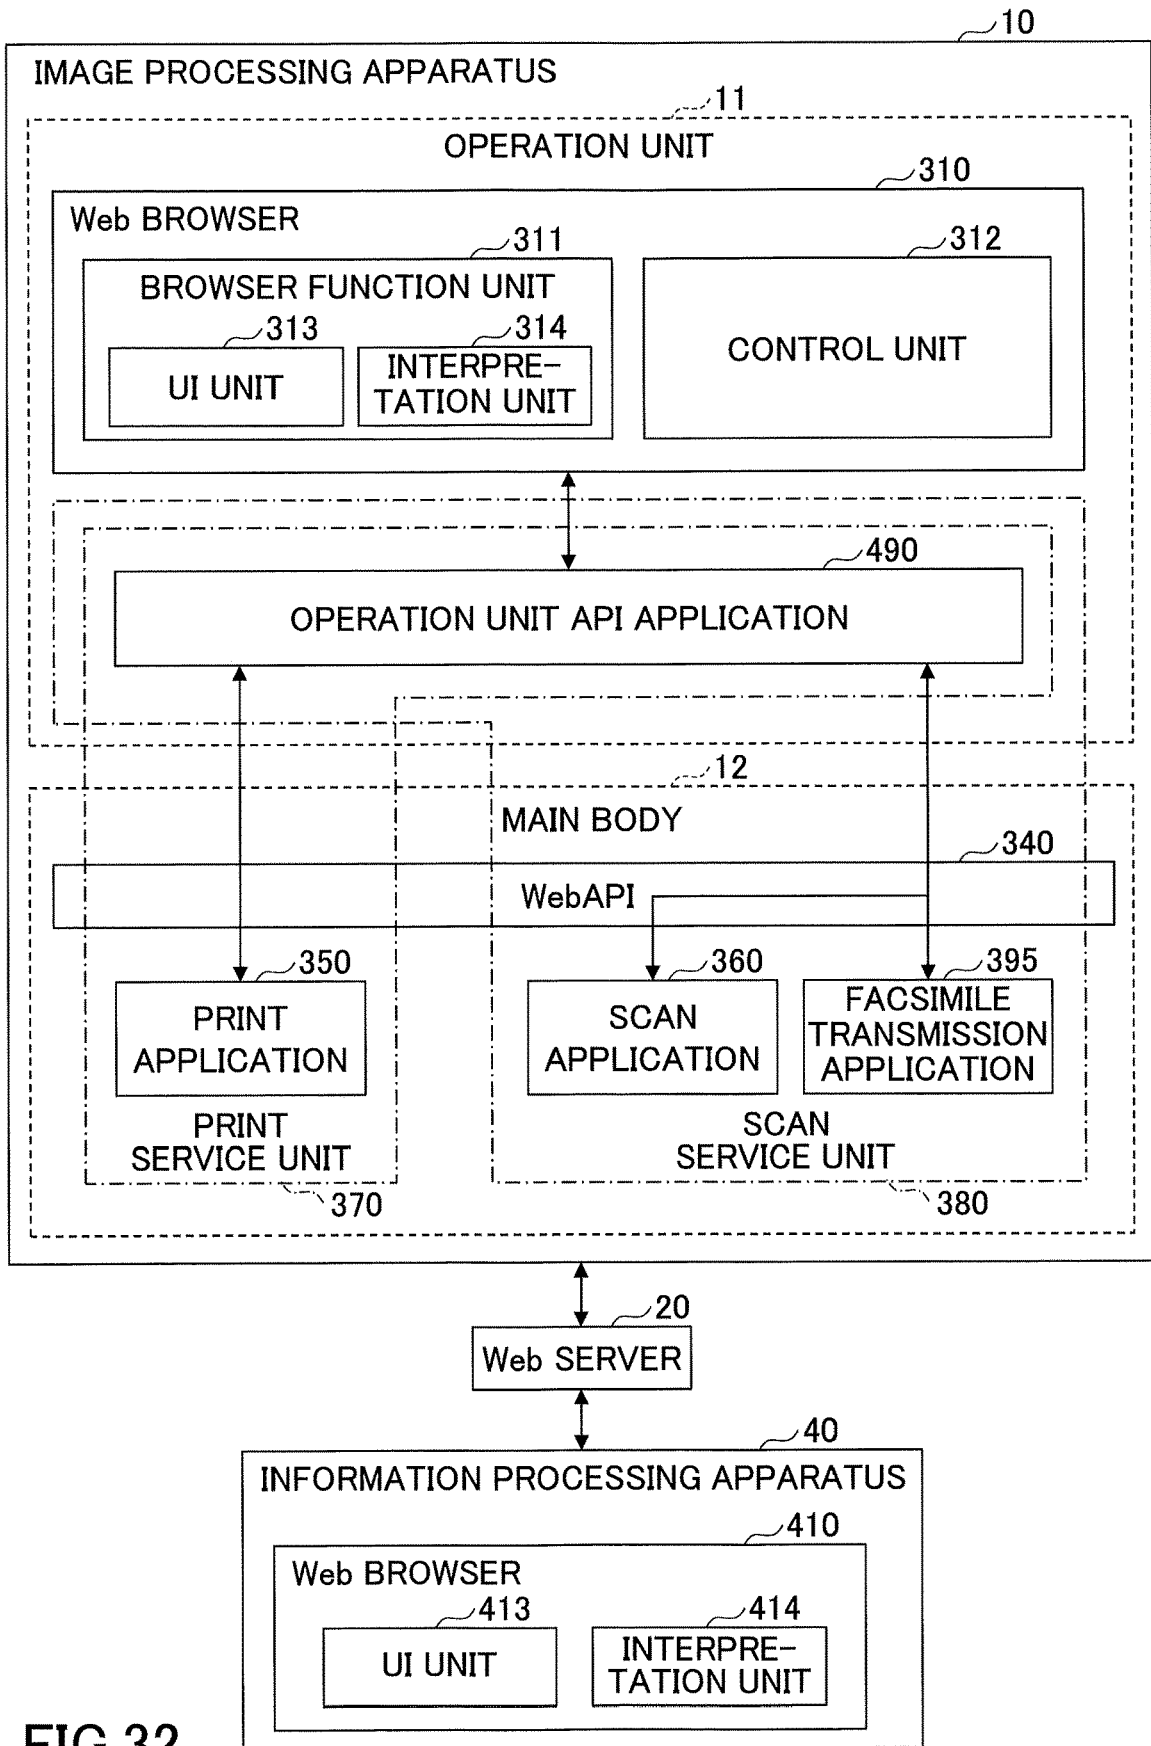 10
IMAGE PROCESSING APPARATUS
11
OPERATION UNIT
310
Web BROWSER
311
312
BROWSER FUNCTION UNIT
CONTROL UNIT
313
314
UI UNIT
INTERPRE-
TATION UNIT
490
OPERATION UNIT API APPLICATION
12
MAIN BODY
340
WebAPI
350
360
395
PRINT
APPLICATION
SCAN
APPLICATION
FACSIMILE
TRANSMISSION
APPLICATION
PRINT
SERVICE UNIT
SCAN
SERVICE UNIT
370
380
20
Web SERVER
40
INFORMATION PROCESSING APPARATUS
410
Web BROWSER
413
414
UI UNIT
INTERPRE-
TATION UNIT
FIG.32